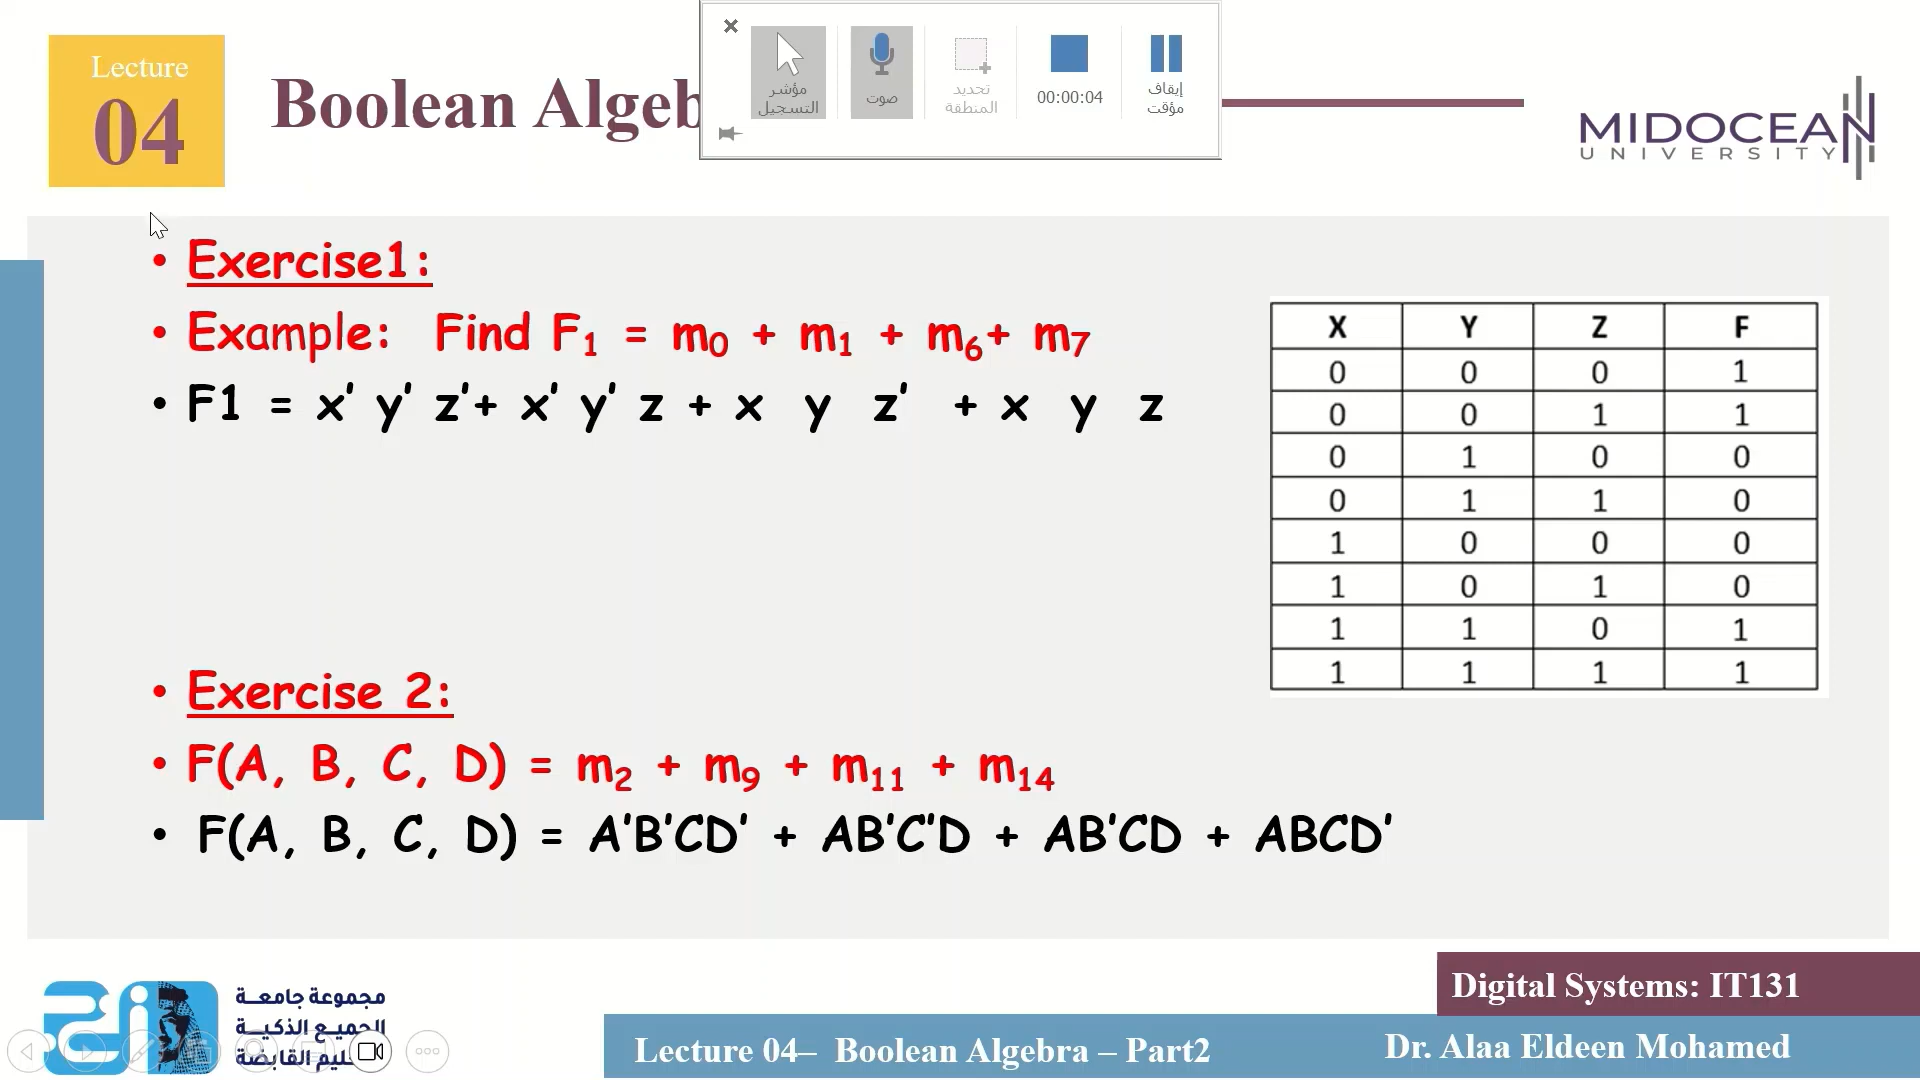 Lecture
04
Boolean Algeb
مؤشر التسجيل
صوت
تحديد المنطقة
00:00:04
إيقاف مؤقت
MIDOCEAN
UNIVERSITY
• Exercise1:
• Example: Find F₁ = m₀ + m₁ + m₆+ m₇
• F1 = x′ y′ z′+ x′ y′ z + x y z′ + x y z
X Y Z F
0 0 0 1
0 0 1 1
0 1 0 0
0 1 1 0
1 0 0 0
1 0 1 0
1 1 0 1
1 1 1 1
• Exercise 2:
• F(A, B, C, D) = m₂ + m₉ + m₁₁ + m₁₄
• F(A, B, C, D) = A′B′CD′ + AB′C′D + AB′CD + ABCD′
مجموعة جامعة
الجميع الذكية
القابضة
Digital Systems: IT131
Lecture 04– Boolean Algebra – Part2
Dr. Alaa Eldeen Mohamed